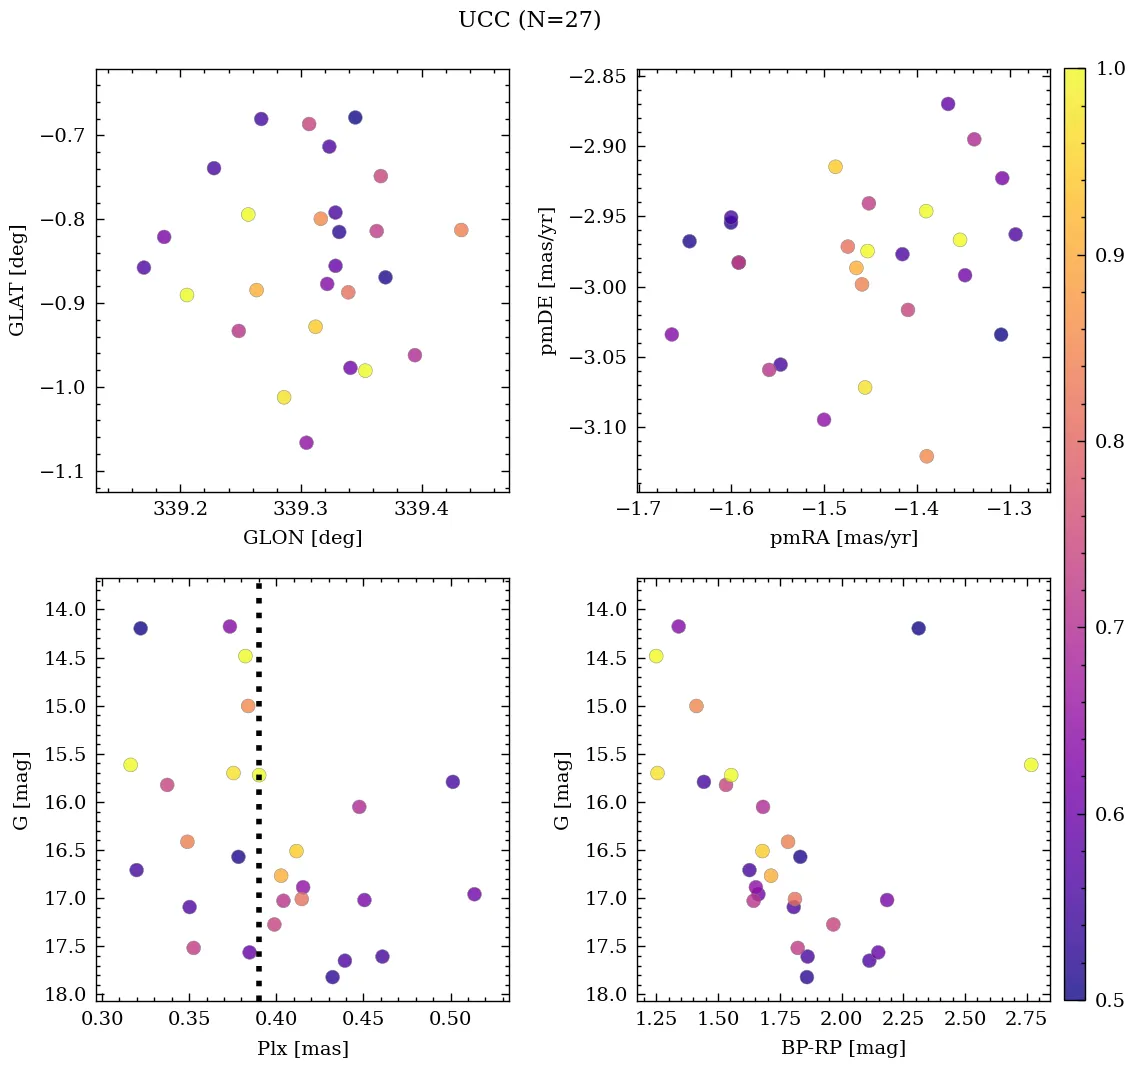 UCC (N=27)
−0.7
−0.8
−0.9
−1.0
−1.1
GLAT [deg]
339.2 339.3 339.4
GLON [deg]
−2.85
−2.90
−2.95
−3.00
−3.05
−3.10
pmDE [mas/yr]
−1.7 −1.6 −1.5 −1.4 −1.3
pmRA [mas/yr]
14.0
14.5
15.0
15.5
16.0
16.5
17.0
17.5
18.0
G [mag]
0.30 0.35 0.40 0.45 0.50
Plx [mas]
14.0
14.5
15.0
15.5
16.0
16.5
17.0
17.5
18.0
G [mag]
1.25 1.50 1.75 2.00 2.25 2.50 2.75
BP-RP [mag]
1.0
0.9
0.8
0.7
0.6
0.5